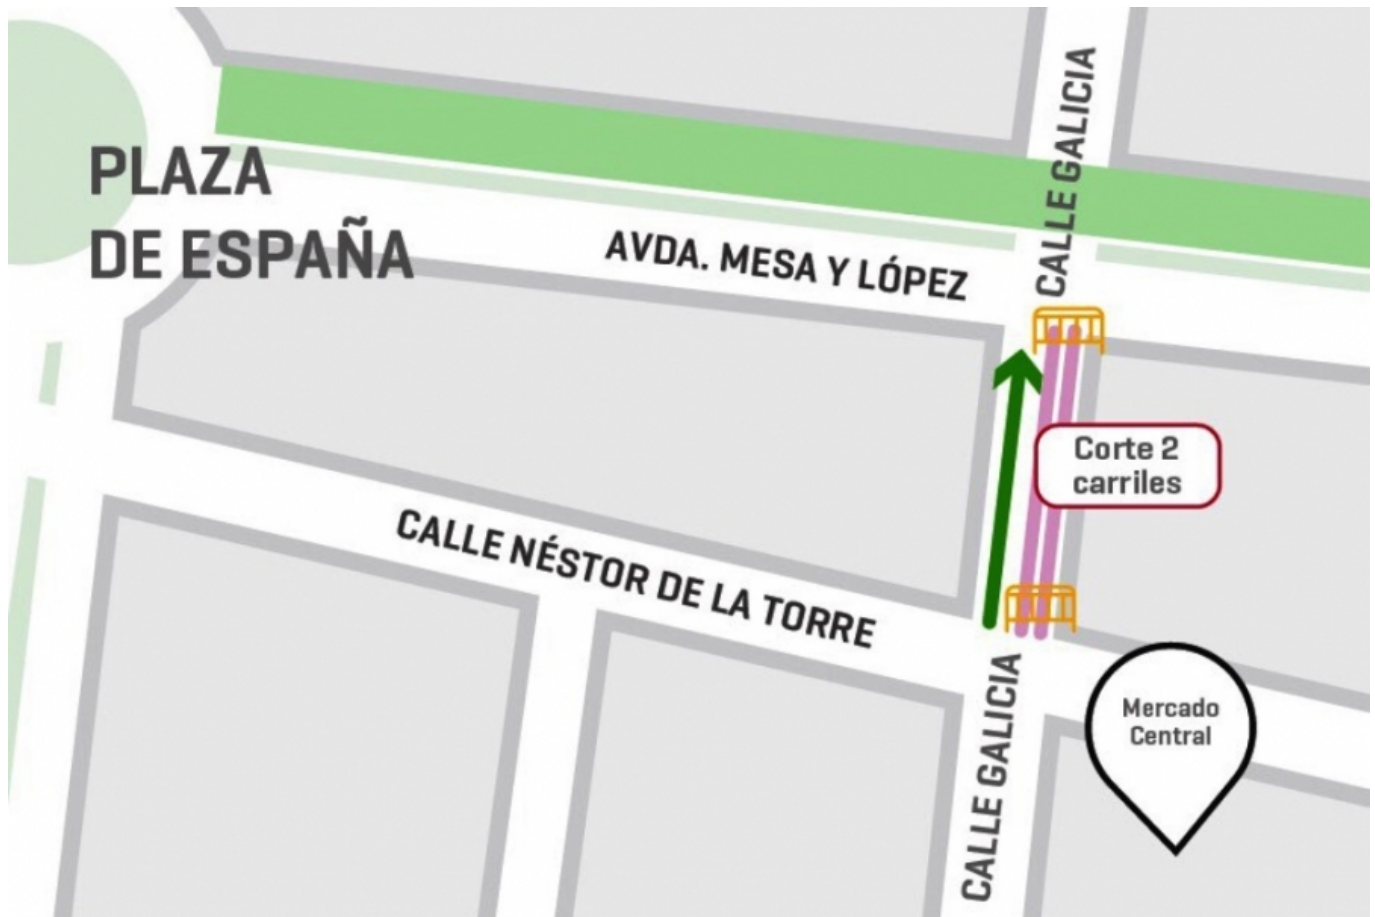 CALLE GALICIA
PLAZA
DE ESPAÑA
AVDA. MESA Y LÓPEZ
Corte 2
carriles
CALLE NÉSTOR DE LA TORRE
CALLE GALICIA
Mercado
Central